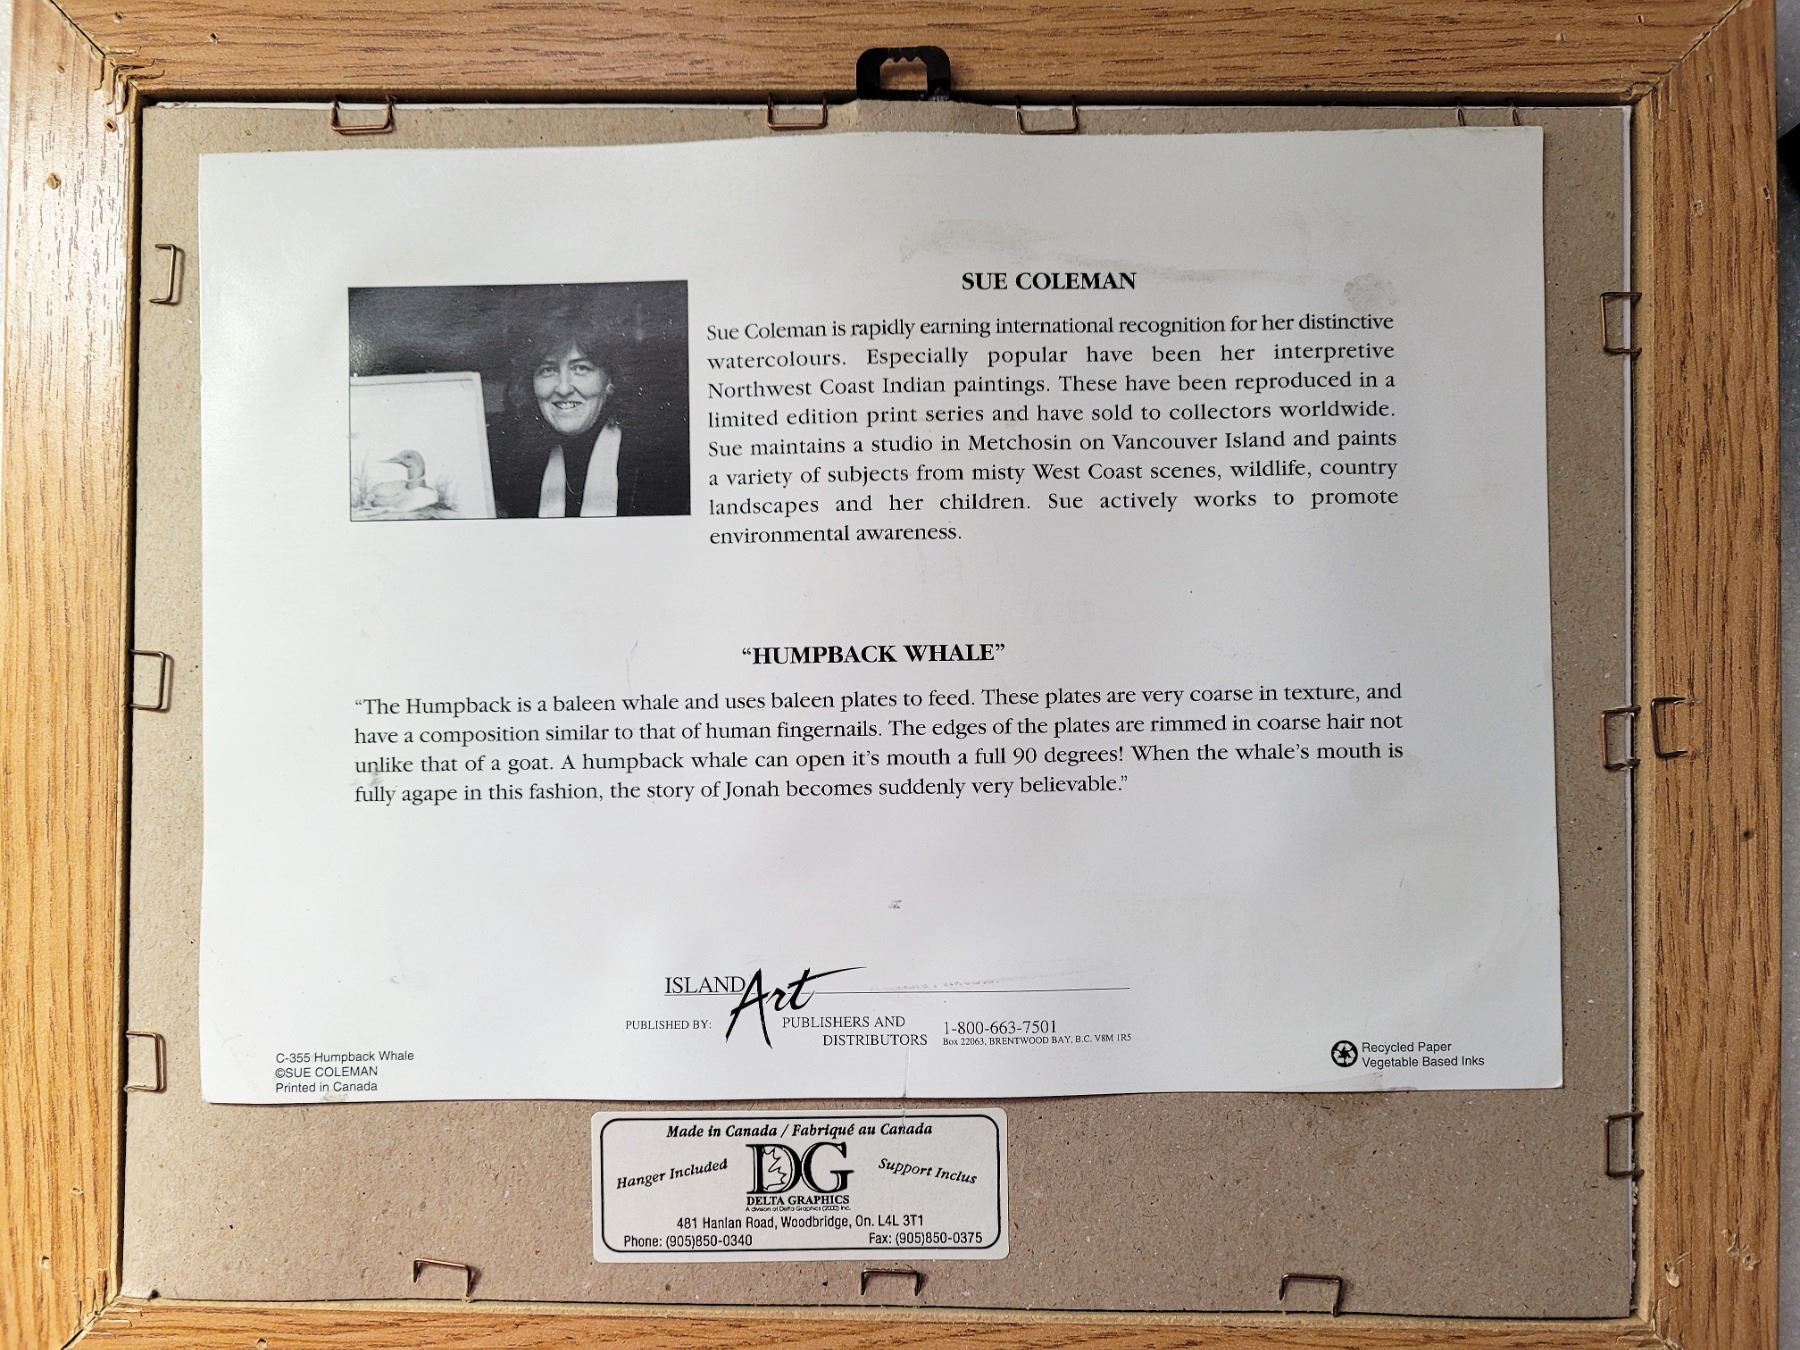 SUE COLEMAN
Sue Coleman is rapidly earning international recognition for her distinctive
watercolours. Especially popular have been her interpretive
Northwest Coast Indian paintings. These have been reproduced in a
limited edition print series and have sold to collectors worldwide.
Sue maintains a studio in Metchosin on Vancouver Island and paints
a variety of subjects from misty West Coast scenes, wildlife, country
landscapes and her children. Sue actively works to promote
environmental awareness.
“HUMPBACK WHALE”
“The Humpback is a baleen whale and uses baleen plates to feed. These plates are very coarse in texture, and
have a composition similar to that of human fingernails. The edges of the plates are rimmed in coarse hair not
unlike that of a goat. A humpback whale can open it’s mouth a full 90 degrees! When the whale’s mouth is
fully agape in this fashion, the story of Jonah becomes suddenly very believable.”
ISLAND Art
PUBLISHED BY: PUBLISHERS AND
DISTRIBUTORS
1-800-663-7501
Box 22063, BRENTWOOD BAY, B.C. V8M 1R5
C-355 Humpback Whale
©SUE COLEMAN
Printed in Canada
Recycled Paper
Vegetable Based Inks
Made in Canada / Fabriqué au Canada
Hanger Included DG Support Inclus
DELTA GRAPHICS
A division of Delta Graphics (2000) Inc.
481 Hanlan Road, Woodbridge, On. L4L 3T1
Phone: (905)850-0340 Fax: (905)850-0375